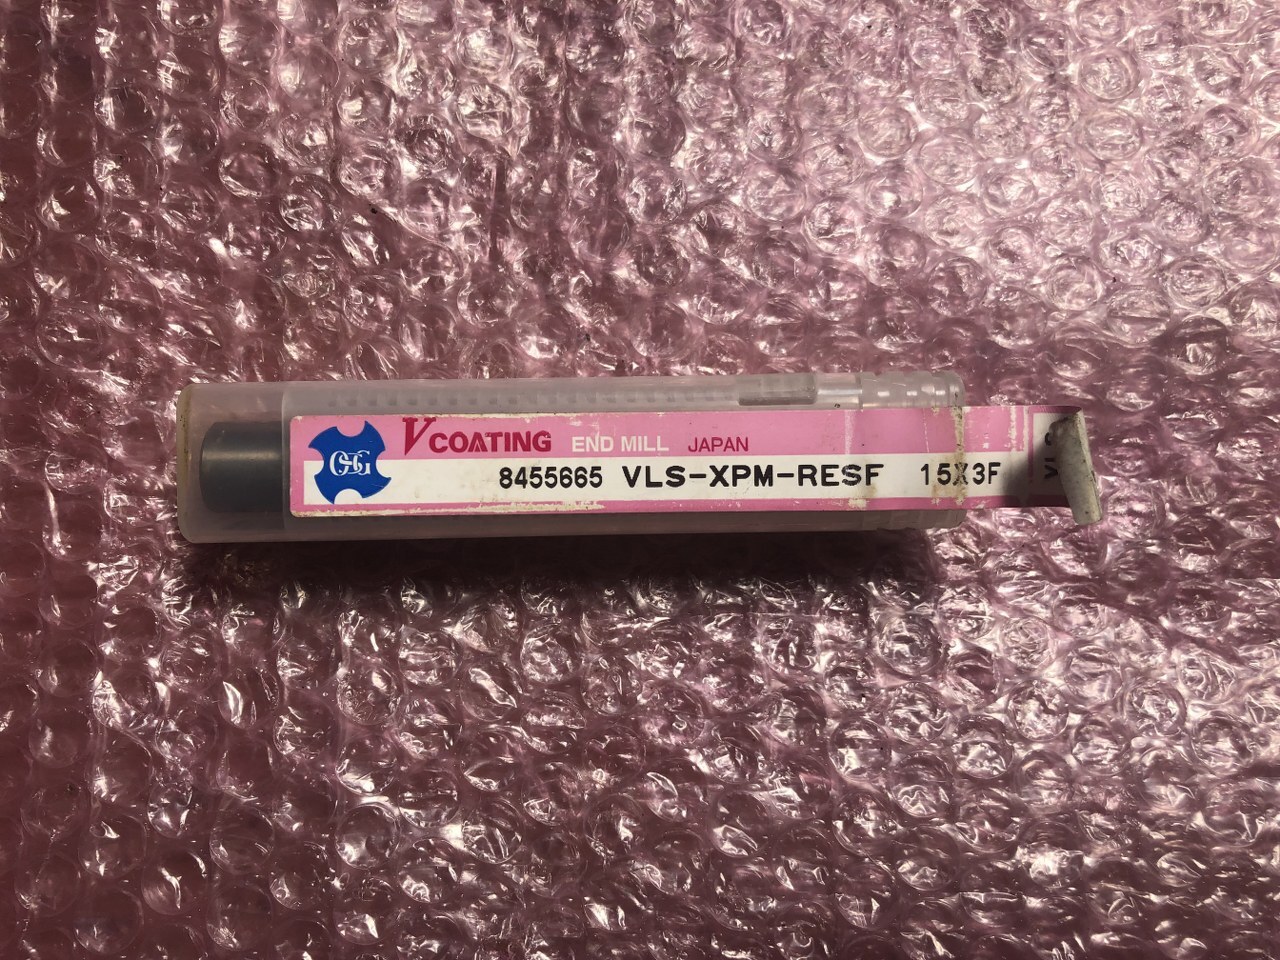 OSG
V COATING END MILL JAPAN
8455665 VLS-XPM-RESF 15X3F